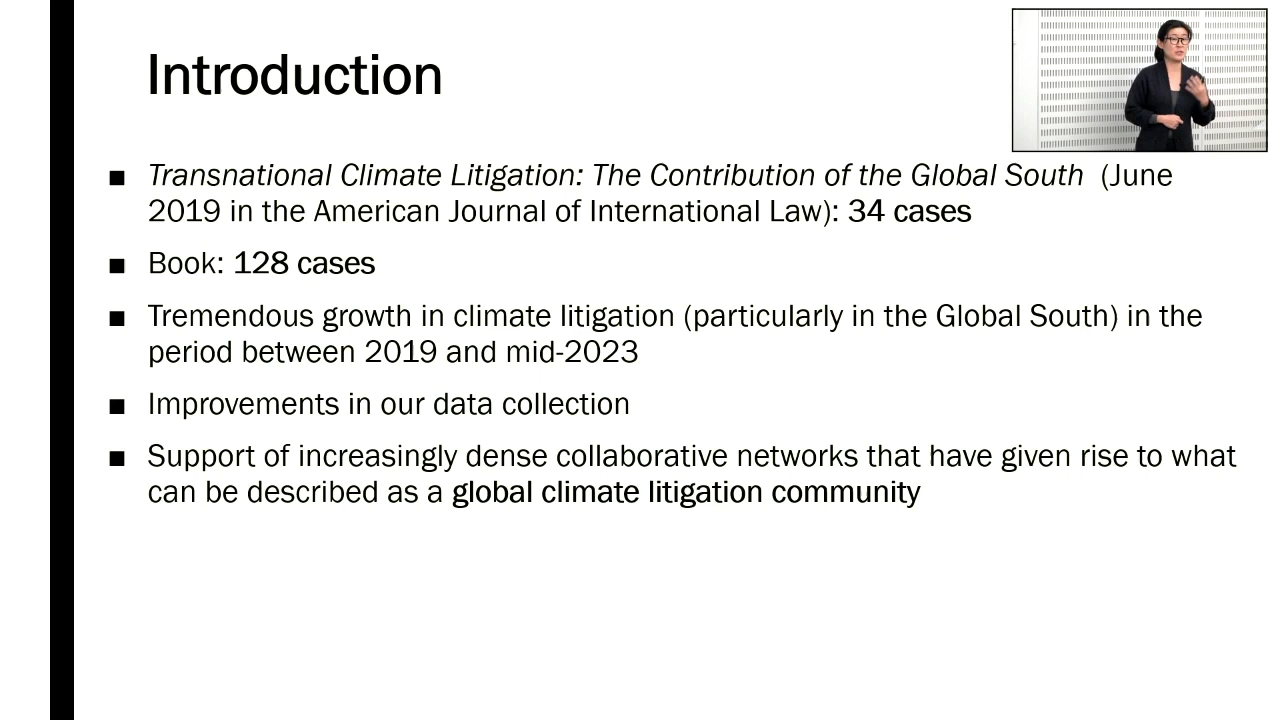 Introduction
■ Transnational Climate Litigation: The Contribution of the Global South (June
2019 in the American Journal of International Law): 34 cases
■ Book: 128 cases
■ Tremendous growth in climate litigation (particularly in the Global South) in the
period between 2019 and mid-2023
■ Improvements in our data collection
■ Support of increasingly dense collaborative networks that have given rise to what
can be described as a global climate litigation community